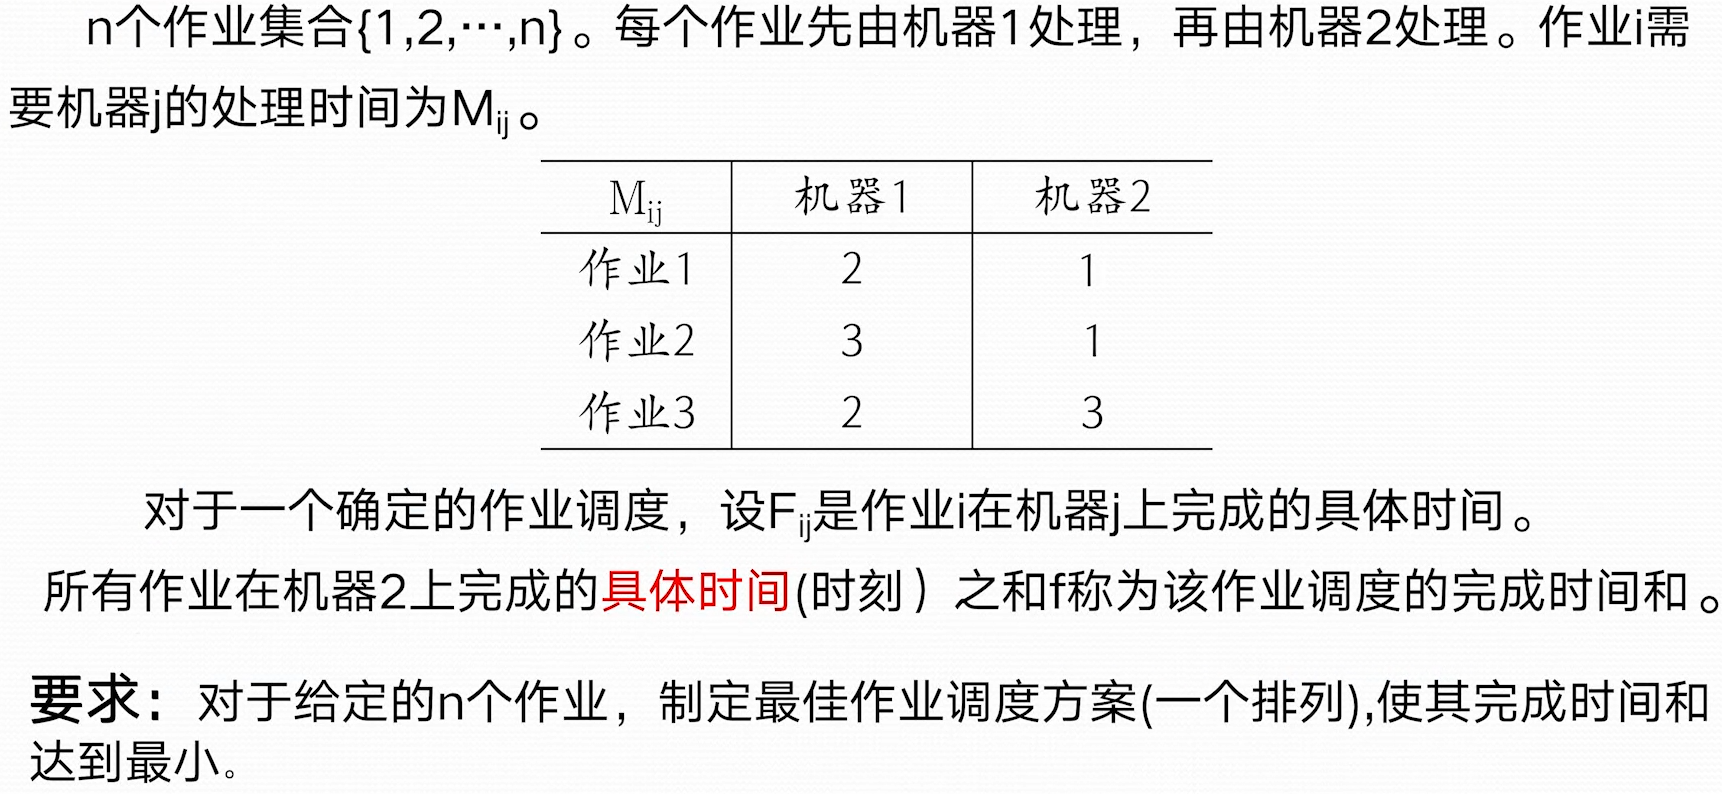 n个作业集合{1,2,…,n}。每个作业先由机器1处理，再由机器2处理。作业i需
要机器j的处理时间为Mij。
Mij 机器1 机器2
作业1 2 1
作业2 3 1
作业3 2 3
对于一个确定的作业调度，设Fij是作业i在机器j上完成的具体时间。
所有作业在机器2上完成的具体时间(时刻）之和f称为该作业调度的完成时间和。
要求：对于给定的n个作业，制定最佳作业调度方案(一个排列),使其完成时间和
达到最小。